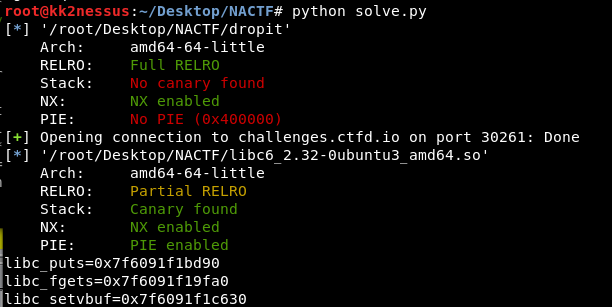 root@kk2nessus:~/Desktop/NACTF# python solve.py
[*] '/root/Desktop/NACTF/dropit'
    Arch:     amd64-64-little
    RELRO:    Full RELRO
    Stack:    No canary found
    NX:       NX enabled
    PIE:      No PIE (0x400000)
[+] Opening connection to challenges.ctfd.io on port 30261: Done
[*] '/root/Desktop/NACTF/libc6_2.32-0ubuntu3_amd64.so'
    Arch:     amd64-64-little
    RELRO:    Partial RELRO
    Stack:    Canary found
    NX:       NX enabled
    PIE:      PIE enabled
libc_puts=0x7f6091f1bd90
libc_fgets=0x7f6091f19fa0
libc_setvbuf=0x7f6091f1c630